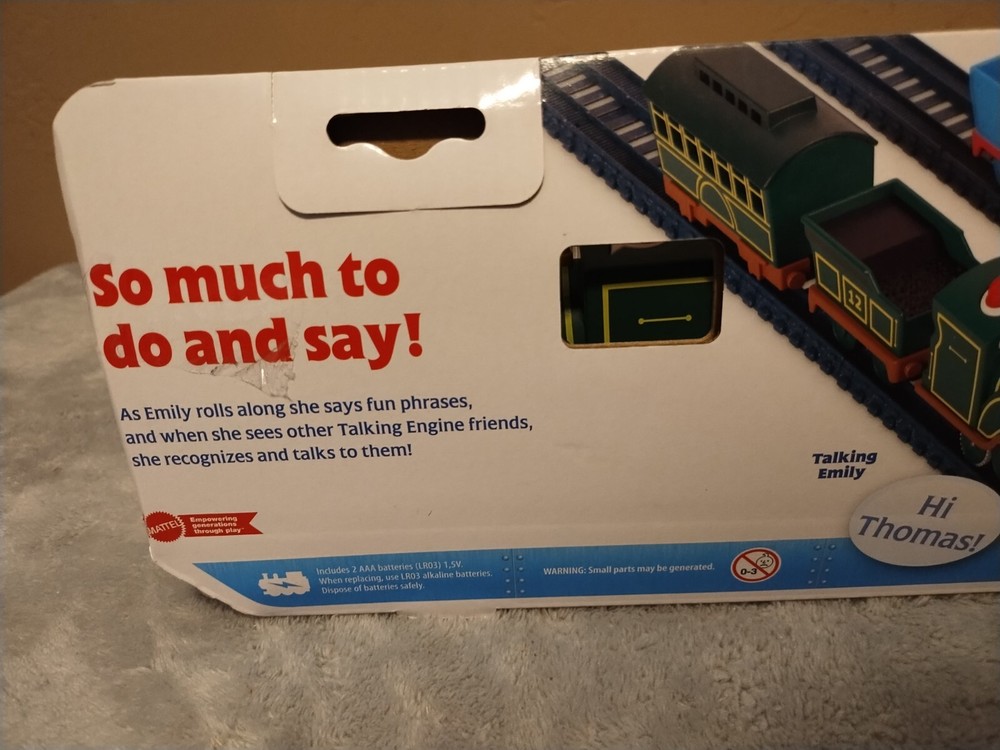 So much to
do and say!
As Emily rolls along she says fun phrases,
and when she sees other Talking Engine friends,
she recognizes and talks to them!
12
Talking
Emily
Hi
Thomas!
MATTEL
Empowering
generations
through play™
Includes 2 AAA batteries (LR03) 1,5V.
When replacing, use LR03 alkaline batteries.
Dispose of batteries safely.
WARNING: Small parts may be generated.
0-3